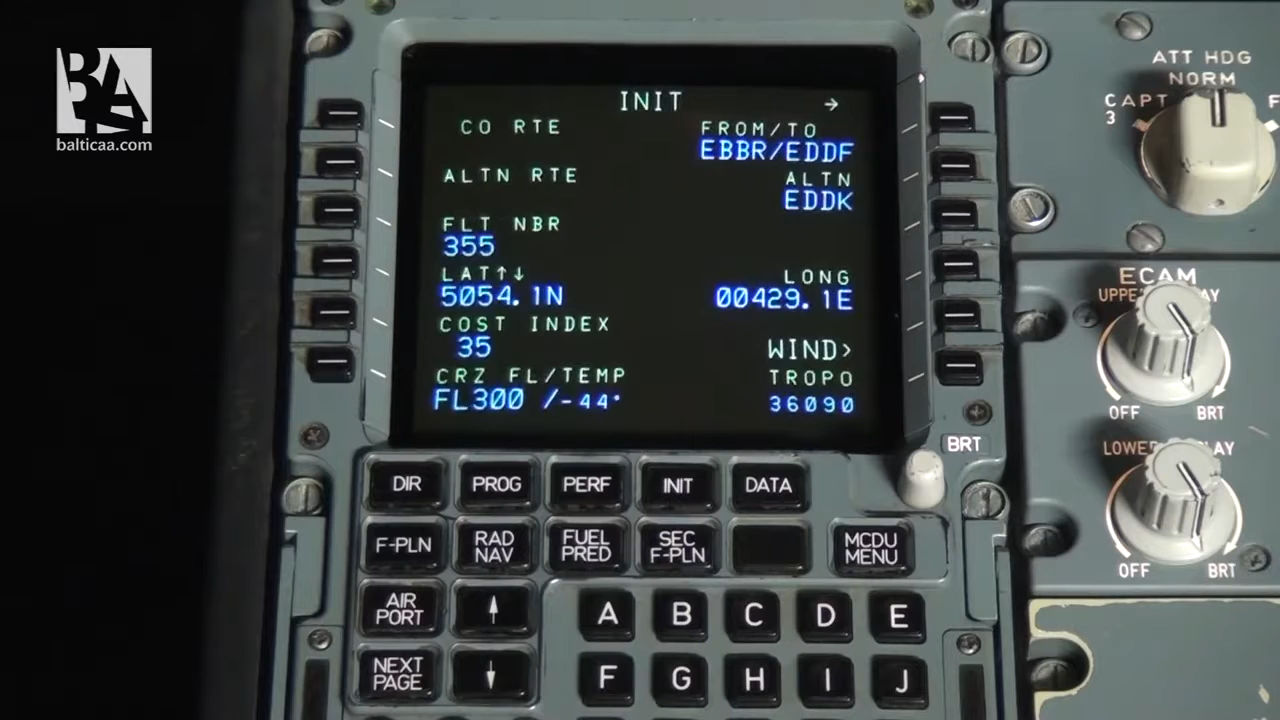 BA
balticaa.com
INIT →
CO RTE FROM/TO
EBBR/EDDF
ALTN RTE ALTN
EDDK
FLT NBR
355
LAT↑↓ LONG
5054.1N 00429.1E
COST INDEX
35 WIND>
CRZ FL/TEMP TROPO
FL300 /-44° 36090
BRT
DIR PROG PERF INIT DATA
F-PLN RAD NAV FUEL PRED SEC F-PLN MCDU MENU
AIR PORT ↑ A B C D E
NEXT PAGE ↓ F G H I J
ATT HDG
NORM
CAPT F
3
ECAM
OFF BRT
OFF BRT